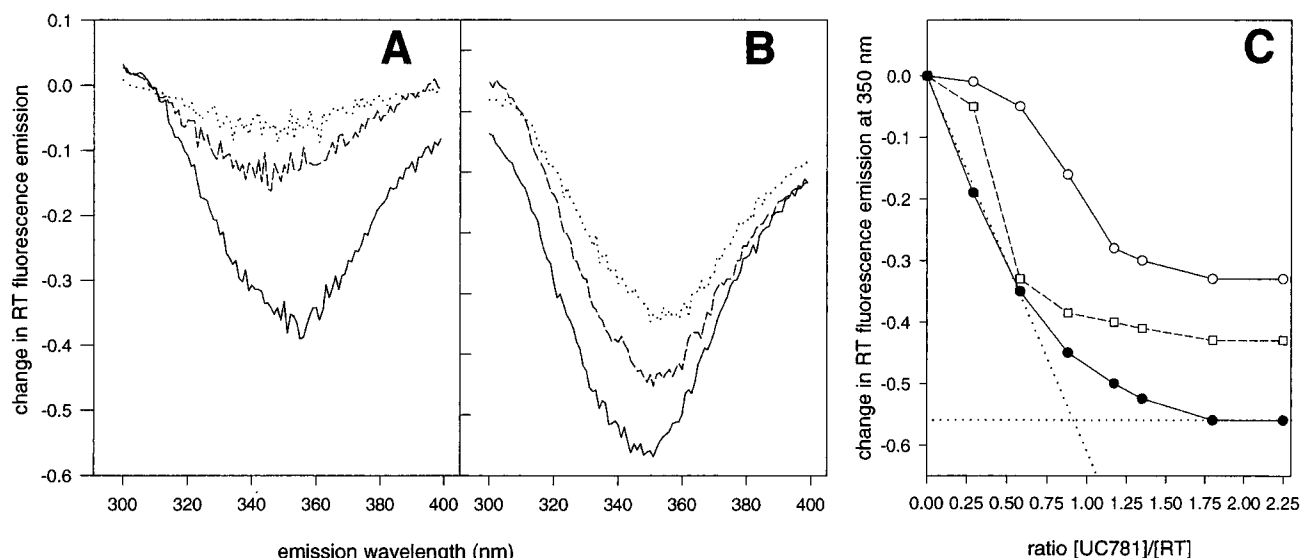 A
B
C
0.1
0.0
-0.1
-0.2
-0.3
-0.4
-0.5
-0.6
change in RT fluorescence emission
300 320 340 360 380 400
300 320 340 360 380 400
emission wavelength (nm)
0.0
-0.1
-0.2
-0.3
-0.4
-0.5
-0.6
change in RT fluorescence emission at 350 nm
0.00 0.25 0.50 0.75 1.00 1.25 1.50 1.75 2.00 2.25
ratio [UC781]/[RT]